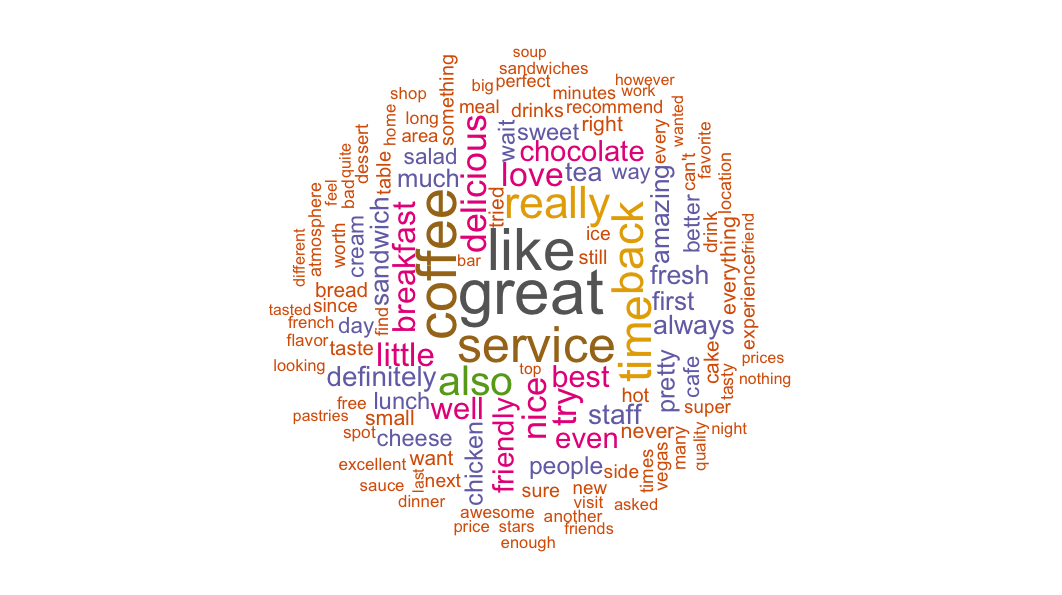 soup
sandwiches
big
perfect
however
work
minutes
shop
something
meal
drinks
recommend
home
long
area
wait
sweet
right
every
wanted
favorite
quite
dessert
table
salad
delicious
chocolate
can't
location
feel
bad
much
love
tea
way
atmosphere
worth
cream
sandwich
breakfast
coffee
tried
really
amazing
better
drink
different
bar
like
ice
still
back
fresh
everything
friend
experience
bread
great
first
tasted
since
french
day
find
service
time
always
flavor
taste
little
looking
definitely
also
top
best
pretty
cafe
cake
tasty
prices
nothing
free
lunch
well
nice
try
hot
staff
super
pastries
small
spot
cheese
friendly
even
never
many
quality
night
excellent
want
chicken
people
side
times
vegas
sauce
last
next
sure
new
dinner
visit
asked
awesome
another
price
stars
friends
enough